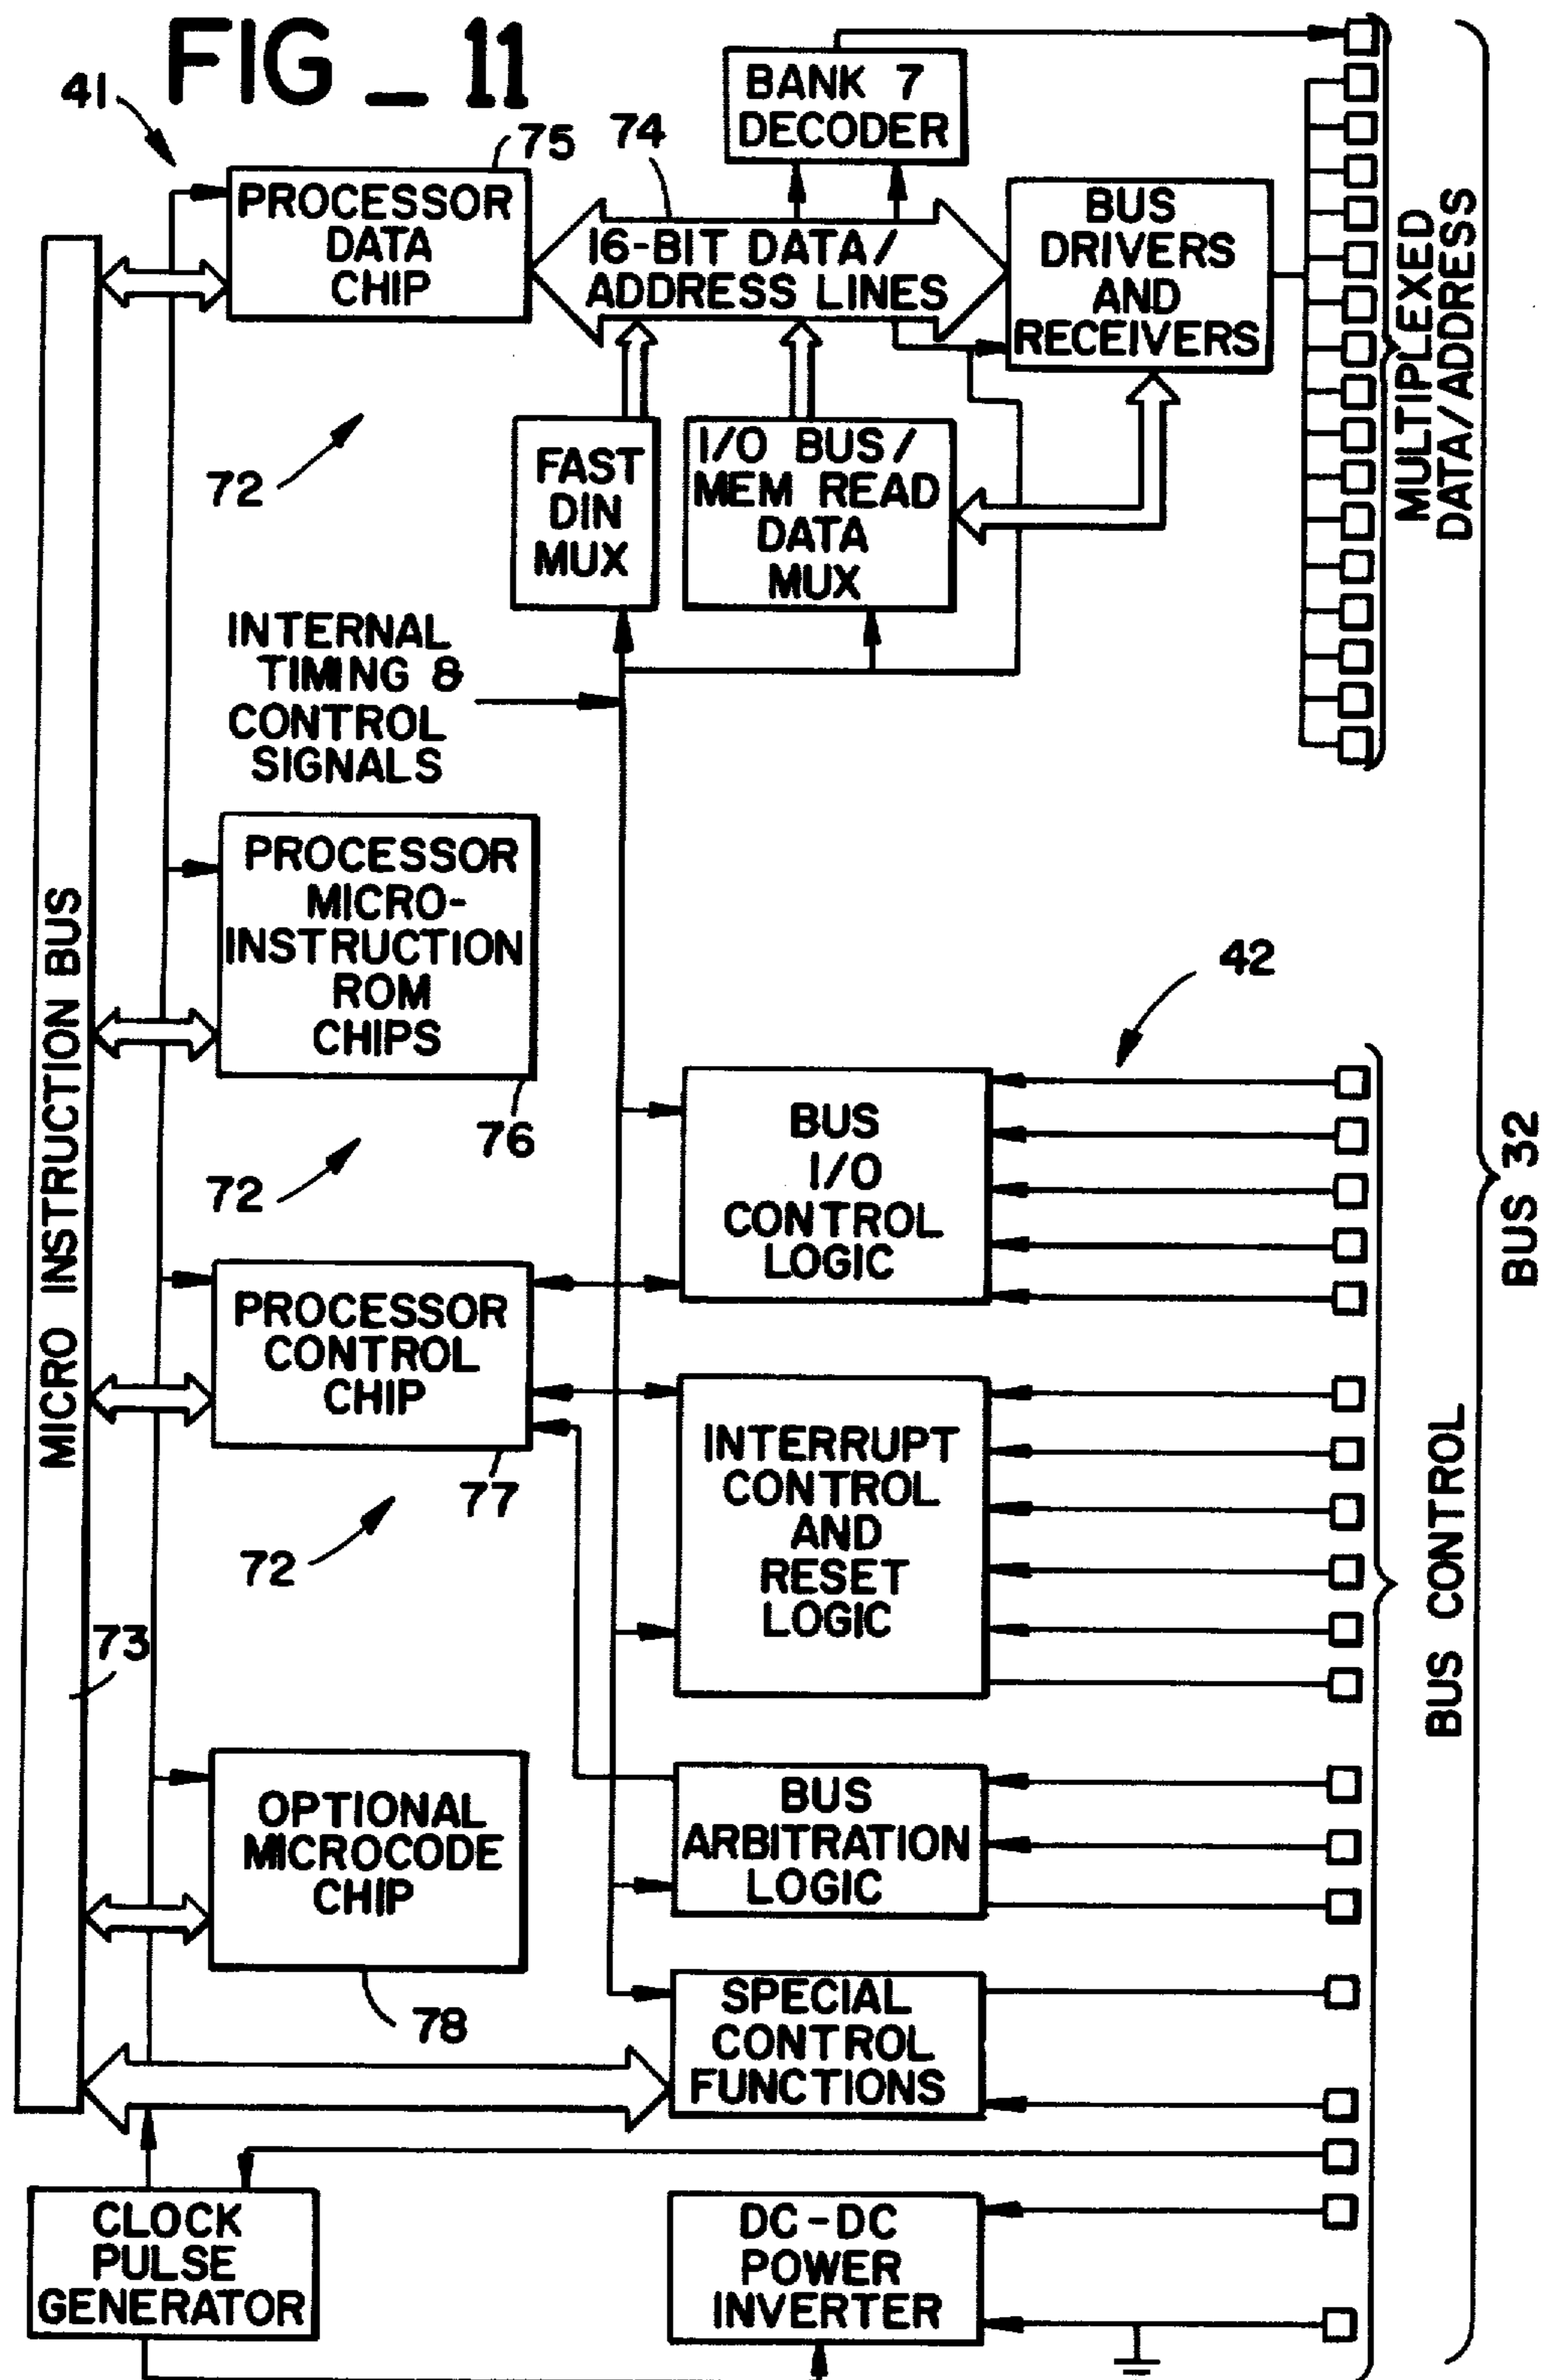 FIG_11
41
75
74
BANK 7
DECODER
PROCESSOR
DATA
CHIP
16-BIT DATA/
ADDRESS LINES
BUS
DRIVERS
AND
RECEIVERS
MULTIPLEXED
DATA/ADDRESS
72
FAST
DIN
MUX
I/O BUS/
MEM READ
DATA
MUX
INTERNAL
TIMING &
CONTROL
SIGNALS
MICRO INSTRUCTION BUS
PROCESSOR
MICRO-
INSTRUCTION
ROM
CHIPS
76
72
42
BUS
I/O
CONTROL
LOGIC
BUS 32
PROCESSOR
CONTROL
CHIP
77
72
INTERRUPT
CONTROL
AND
RESET
LOGIC
BUS CONTROL
73
OPTIONAL
MICROCODE
CHIP
78
BUS
ARBITRATION
LOGIC
SPECIAL
CONTROL
FUNCTIONS
CLOCK
PULSE
GENERATOR
DC-DC
POWER
INVERTER